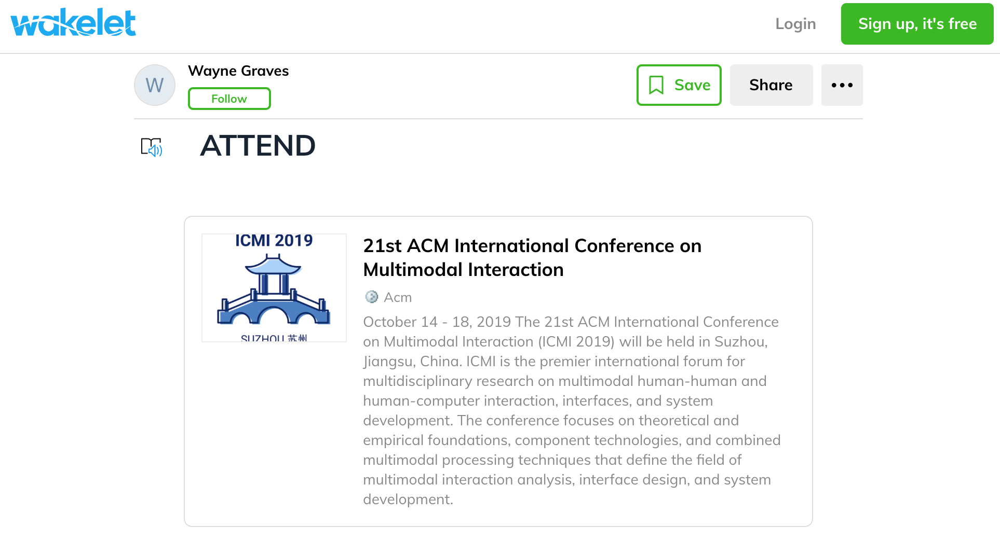 wakelet
Login
Sign up, it's free
W
Wayne Graves
Follow
Save
Share
ATTEND
ICMI 2019
SUZHOU 苏州
21st ACM International Conference on
Multimodal Interaction
Acm
October 14 - 18, 2019 The 21st ACM International Conference
on Multimodal Interaction (ICMI 2019) will be held in Suzhou,
Jiangsu, China. ICMI is the premier international forum for
multidisciplinary research on multimodal human-human and
human-computer interaction, interfaces, and system
development. The conference focuses on theoretical and
empirical foundations, component technologies, and combined
multimodal processing techniques that define the field of
multimodal interaction analysis, interface design, and system
development.